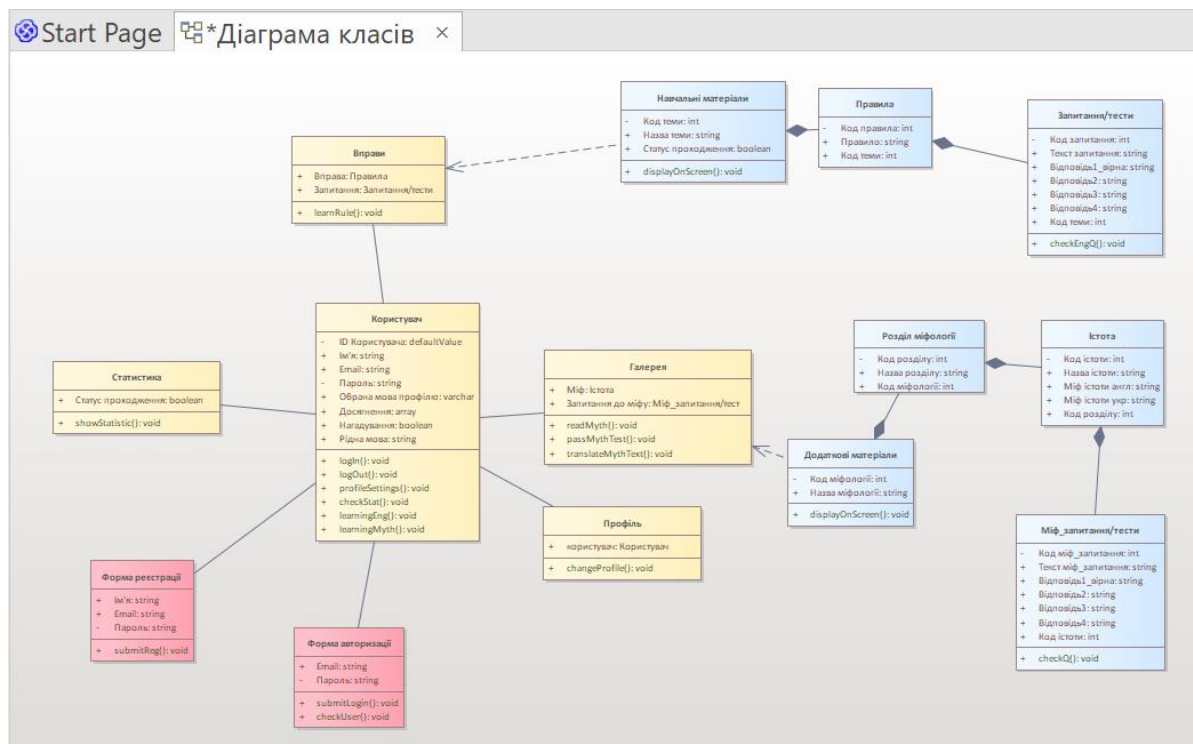 Start Page
*Діаграма класів ×
Навчальні матеріали
- Код теми: int
+ Назва теми: string
+ Статус проходження: boolean
+ displayOnScreen(): void
Правила
- Код правила: int
+ Правило: string
+ Код теми: int
Запитання/тести
- Код запитання: int
+ Текст запитання: string
+ Відповідь1_вірна: string
+ Відповідь2: string
+ Відповідь3: string
+ Відповідь4: string
+ Код теми: int
+ checkEngQ(): void
Вправи
+ Вправа: Правила
+ Запитання: Запитання/тести
+ learnRule(): void
Користувач
- ID Користувача: defaultValue
+ Ім'я: string
+ Email: string
- Пароль: string
+ Обрана мова профілю: varchar
+ Досягнення: array
+ Нагадування: boolean
+ Рідна мова: string
+ logIn(): void
+ logOut(): void
+ profileSettings(): void
+ checkStat(): void
+ learningEng(): void
+ learningMyth(): void
Статистика
+ Статус проходження: boolean
+ showStatistic(): void
Галерея
+ Міф: Істота
+ Запитання до міфу: Міф_запитання/тест
+ readMyth(): void
+ passMythTest(): void
+ translateMythText(): void
Розділ міфології
- Код розділу: int
+ Назва розділу: string
+ Код міфології: int
Істота
- Код істоти: int
+ Назва істоти: string
+ Міф істоти англ: string
+ Міф істоти укр: string
+ Код розділу: int
Додаткові матеріали
- Код міфології: int
+ Назва міфології: string
+ displayOnScreen(): void
Профіль
+ користувач: Користувач
+ changeProfile(): void
Міф_запитання/тести
- Код міф_запитання: int
+ Текст міф_запитання: string
+ Відповідь1_вірна: string
+ Відповідь2: string
+ Відповідь3: string
+ Відповідь4: string
+ Код істоти: int
+ checkQ(): void
Форма реєстрації
+ Ім'я: string
+ Email: string
- Пароль: string
+ submitReg(): void
Форма авторизації
+ Email: string
- Пароль: string
+ submitLogin(): void
+ checkUser(): void